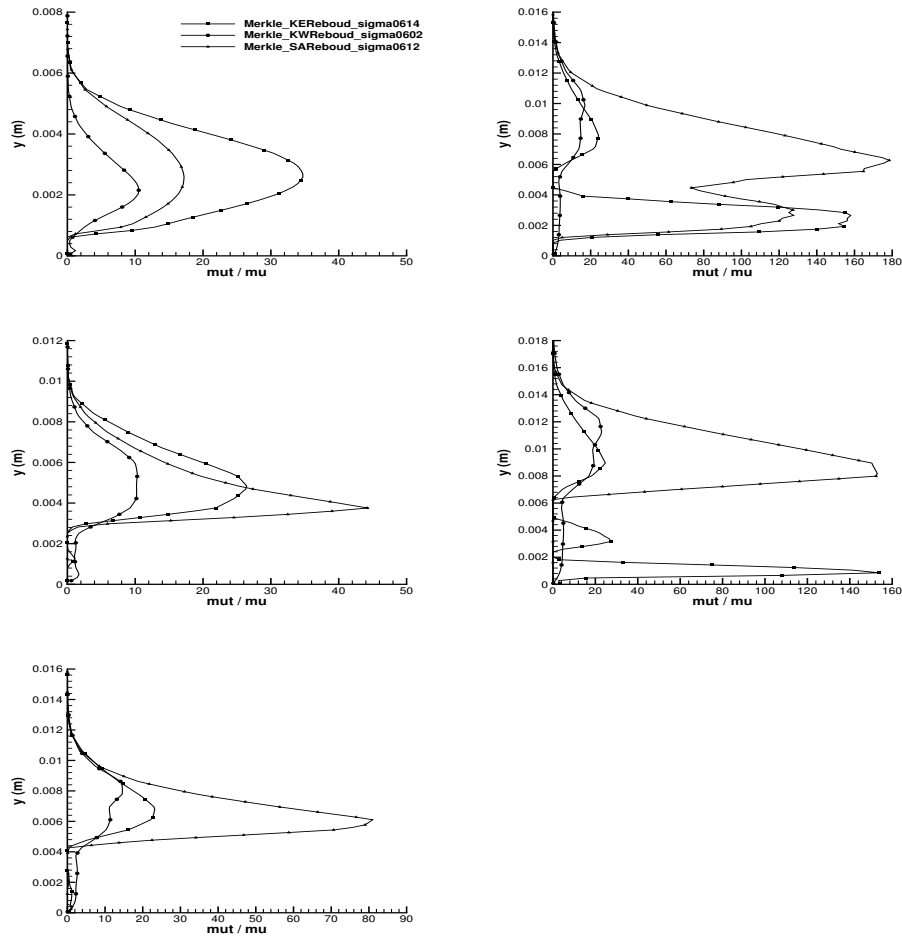 0.008
0.006
0.004
0.002
0
0 10 20 30 40 50
mut / mu
y (m)
Merkle_KEReboud_sigma0614
Merkle_KWReboud_sigma0602
Merkle_SAReboud_sigma0612
0.016
0.014
0.012
0.01
0.008
0.006
0.004
0.002
0
0 20 40 60 80 100 120 140 160 180
mut / mu
y (m)
0.012
0.01
0.008
0.006
0.004
0.002
0
0 10 20 30 40 50
mut / mu
y (m)
0.018
0.016
0.014
0.012
0.01
0.008
0.006
0.004
0.002
0
0 20 40 60 80 100 120 140 160
mut / mu
y (m)
0.016
0.014
0.012
0.01
0.008
0.006
0.004
0.002
0
0 10 20 30 40 50 60 70 80 90
mut / mu
y (m)